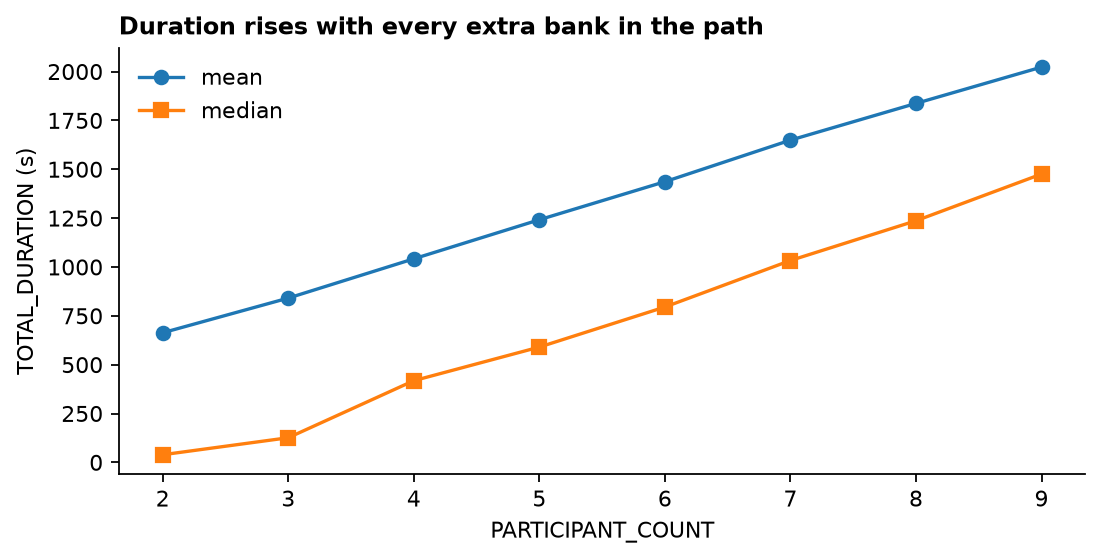 Duration rises with every extra bank in the path
mean
median
TOTAL_DURATION (s)
2000
1750
1500
1250
1000
750
500
250
0
2 3 4 5 6 7 8 9
PARTICIPANT_COUNT